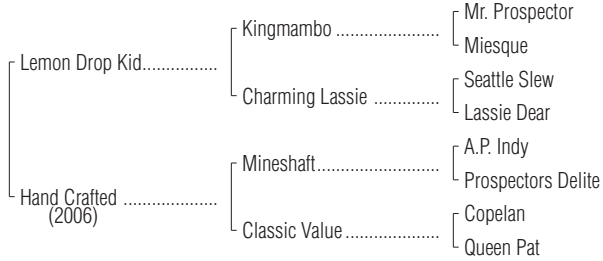 Mr. Prospector
Kingmambo ....................
Miesque
Lemon Drop Kid...............
Seattle Slew
Charming Lassie .............
Lassie Dear
A.P. Indy
Mineshaft........................
Prospectors Delite
Hand Crafted ..................
(2006)
Copelan
Classic Value ...................
Queen Pat